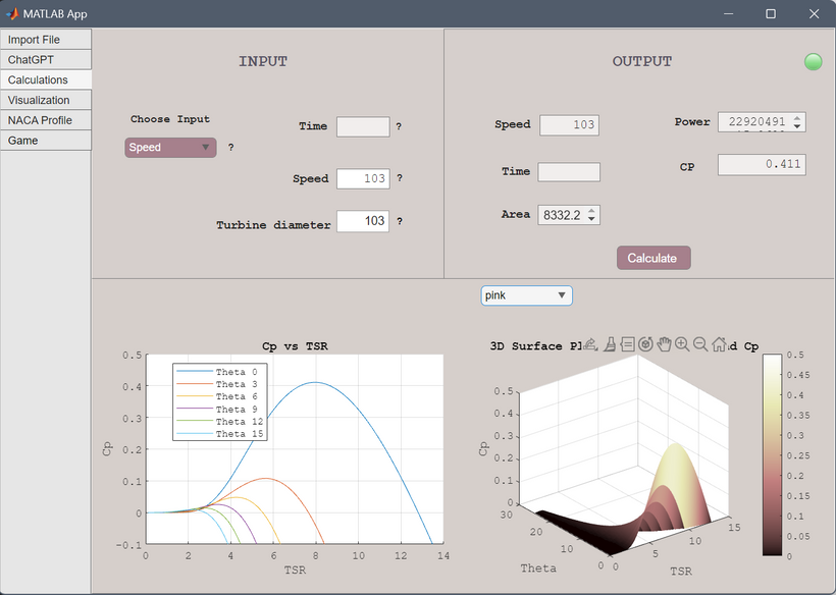 MATLAB App
Import File
ChatGPT
Calculations
Visualization
NACA Profile
Game
INPUT
Choose Input
Speed
?
Time
?
Speed
103
?
Turbine diameter
103
?
OUTPUT
Speed
103
Time
Area
8332.2
Power
22920491
CP
0.411
Calculate
pink
Cp vs TSR
0.5
0.4
0.3
0.2
0.1
0
-0.1
Cp
Theta 0
Theta 3
Theta 6
Theta 9
Theta 12
Theta 15
0 2 4 6 8 10 12 14
TSR
3D Surface Pl d Cp
0.5
0.4
0.3
0.2
0.1
0
Cp
30
20
10
0
Theta
0
5
10
15
TSR
0.5
0.45
0.4
0.35
0.3
0.25
0.2
0.15
0.1
0.05
0